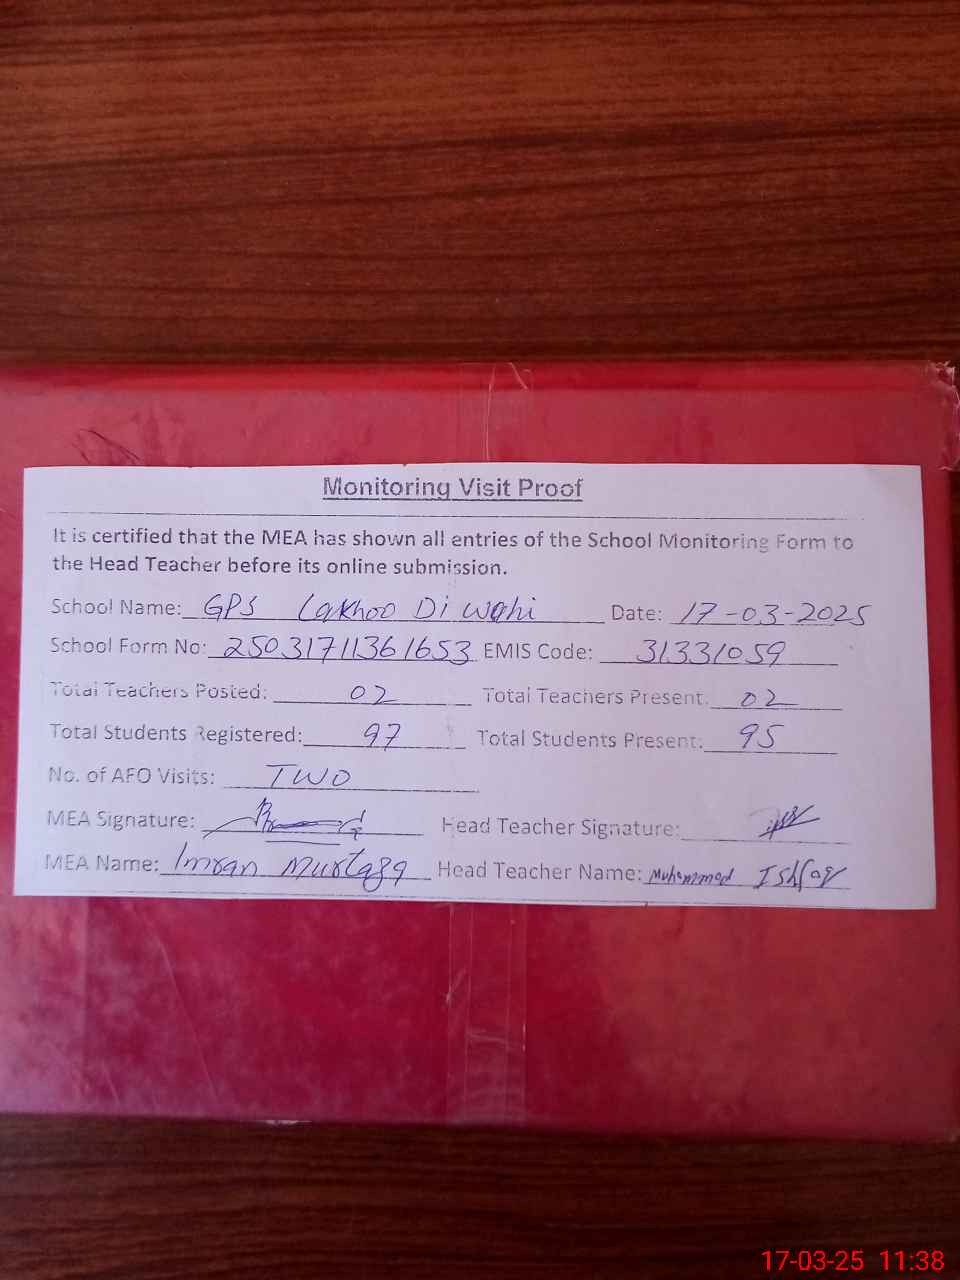 Monitoring Visit Proof
It is certified that the MEA has shown all entries of the School Monitoring Form to
the Head Teacher before its online submission.
School Name: GPS Lakhoo Di Wahi Date: 17-03-2025
School Form No: 25031711361653 EMIS Code: 31331059
Total Teachers Posted: 02 Total Teachers Present: 02
Total Students Registered: 97 Total Students Present: 95
No. of AEO Visits: TWO
MEA Signature: Head Teacher Signature:
MEA Name: Imran Murtaza Head Teacher Name: Muhammad Ishfaq
17-03-25 11:38